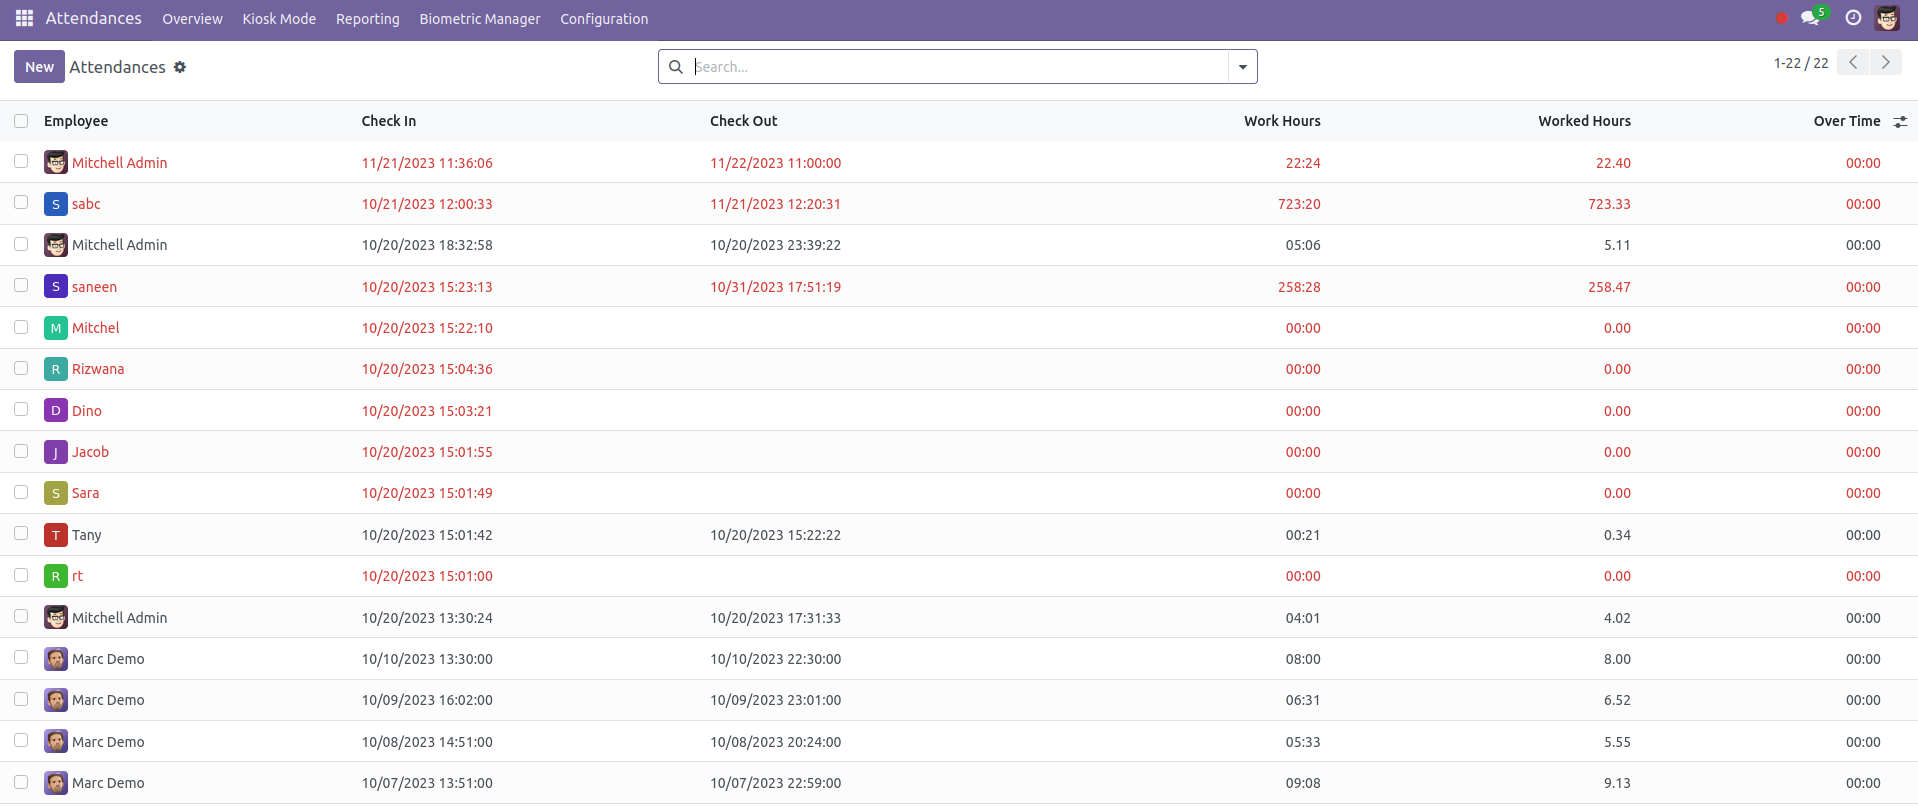 Attendances Overview Kiosk Mode Reporting Biometric Manager Configuration 5
New Attendances Search... 1-22 / 22
Employee Check In Check Out Work Hours Worked Hours Over Time
Mitchell Admin 11/21/2023 11:36:06 11/22/2023 11:00:00 22:24 22.40 00:00
S sabc 10/21/2023 12:00:33 11/21/2023 12:20:31 723:20 723.33 00:00
Mitchell Admin 10/20/2023 18:32:58 10/20/2023 23:39:22 05:06 5.11 00:00
S saneen 10/20/2023 15:23:13 10/31/2023 17:51:19 258:28 258.47 00:00
M Mitchel 10/20/2023 15:22:10 00:00 0.00 00:00
R Rizwana 10/20/2023 15:04:36 00:00 0.00 00:00
D Dino 10/20/2023 15:03:21 00:00 0.00 00:00
J Jacob 10/20/2023 15:01:55 00:00 0.00 00:00
S Sara 10/20/2023 15:01:49 00:00 0.00 00:00
T Tany 10/20/2023 15:01:42 10/20/2023 15:22:22 00:21 0.34 00:00
R rt 10/20/2023 15:01:00 00:00 0.00 00:00
Mitchell Admin 10/20/2023 13:30:24 10/20/2023 17:31:33 04:01 4.02 00:00
Marc Demo 10/10/2023 13:30:00 10/10/2023 22:30:00 08:00 8.00 00:00
Marc Demo 10/09/2023 16:02:00 10/09/2023 23:01:00 06:31 6.52 00:00
Marc Demo 10/08/2023 14:51:00 10/08/2023 20:24:00 05:33 5.55 00:00
Marc Demo 10/07/2023 13:51:00 10/07/2023 22:59:00 09:08 9.13 00:00